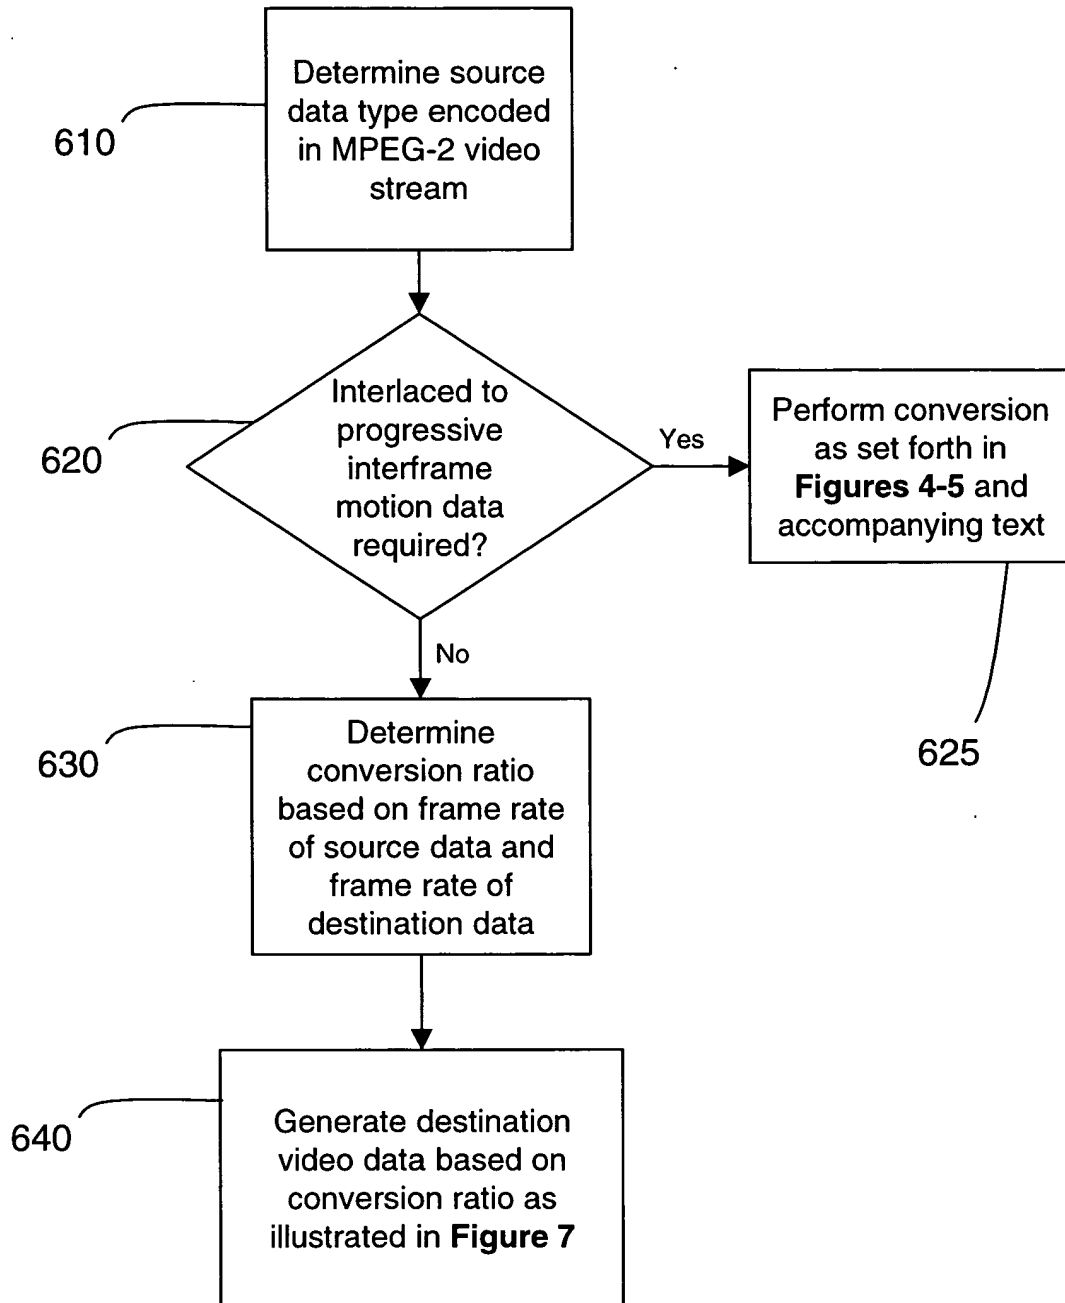 Determine source
data type encoded
in MPEG-2 video
stream
610
Interlaced to
progressive
interframe
motion data
required?
620
Yes
Perform conversion
as set forth in
Figures 4-5 and
accompanying text
625
No
Determine
conversion ratio
based on frame rate
of source data and
frame rate of
destination data
630
Generate destination
video data based on
conversion ratio as
illustrated in Figure 7
640